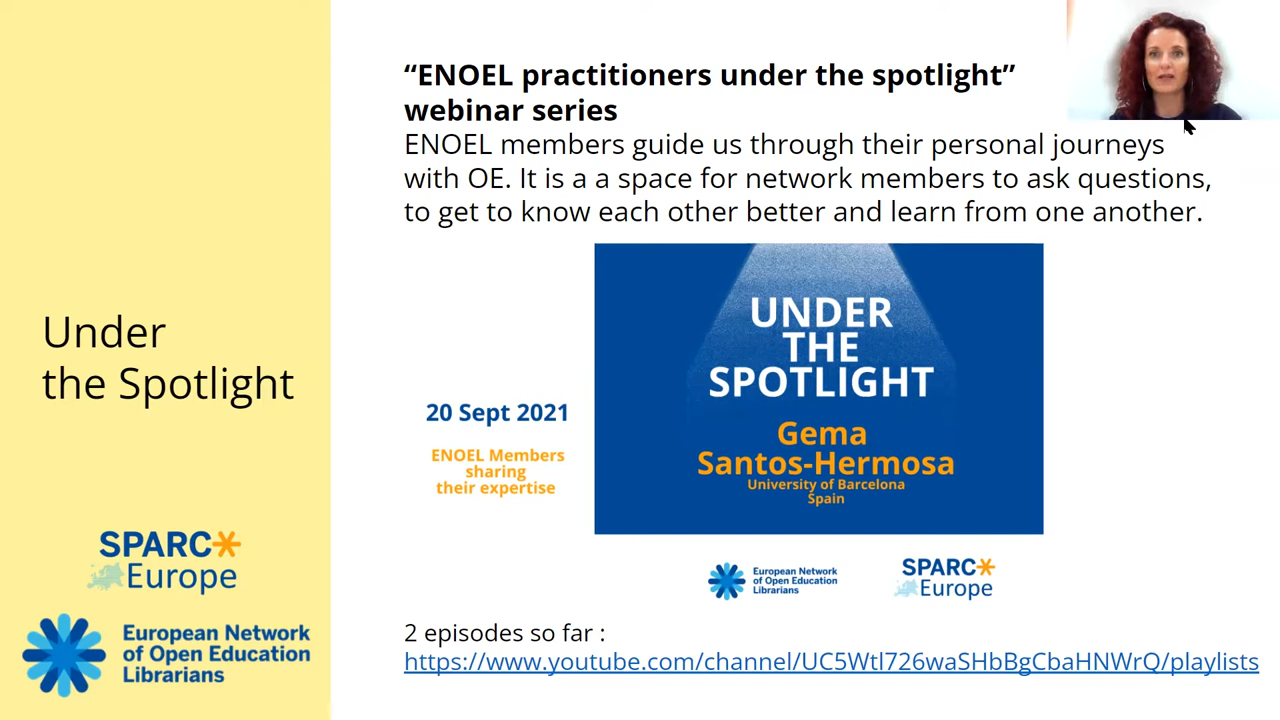 “ENOEL practitioners under the spotlight”
webinar series
ENOEL members guide us through their personal journeys
with OE. It is a a space for network members to ask questions,
to get to know each other better and learn from one another.
Under
the Spotlight
20 Sept 2021
ENOEL Members
sharing
their expertise
UNDER
THE
SPOTLIGHT
Gema
Santos-Hermosa
University of Barcelona
Spain
SPARC
Europe
European Network
of Open Education
Librarians
European Network
of Open Education
Librarians
SPARC
Europe
2 episodes so far :
https://www.youtube.com/channel/UC5WtI726waSHbBgCbaHNWrQ/playlists